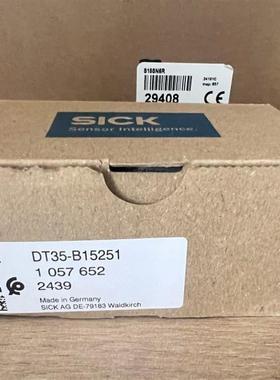 S18SN6R
29408
CE
SICK
Sensor Intelligence.
DT35-B15251
1 057 652
2439
Made in Germany
SICK AG DE-79183 Waldkirch